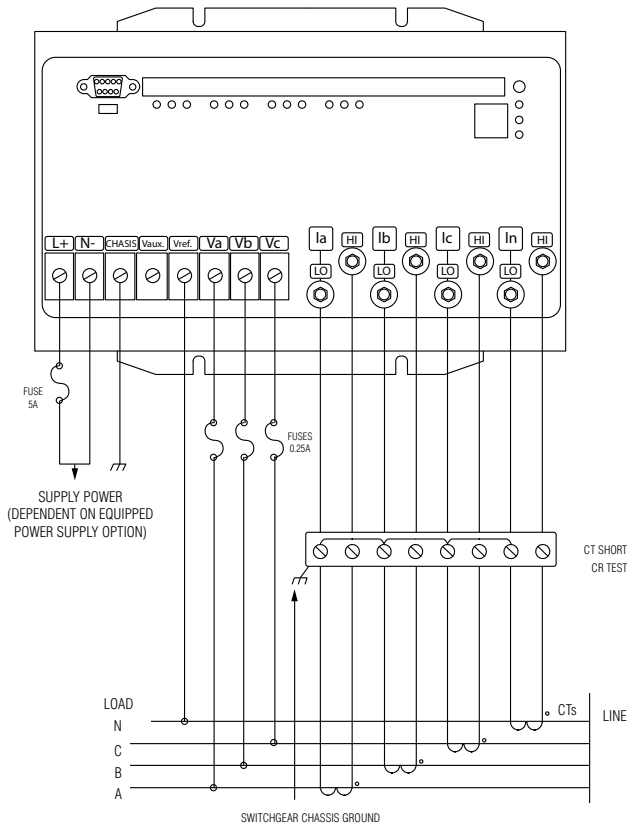 L+ N- CHASIS Vaux. Vref. Va Vb Vc
Ia HI Ib HI Ic HI In HI
LO LO LO LO
FUSE
5A
FUSES
0.25A
SUPPLY POWER
(DEPENDENT ON EQUIPPED
POWER SUPPLY OPTION)
CT SHORT
CR TEST
LOAD
N
C
B
A
CTs
LINE
SWITCHGEAR CHASSIS GROUND